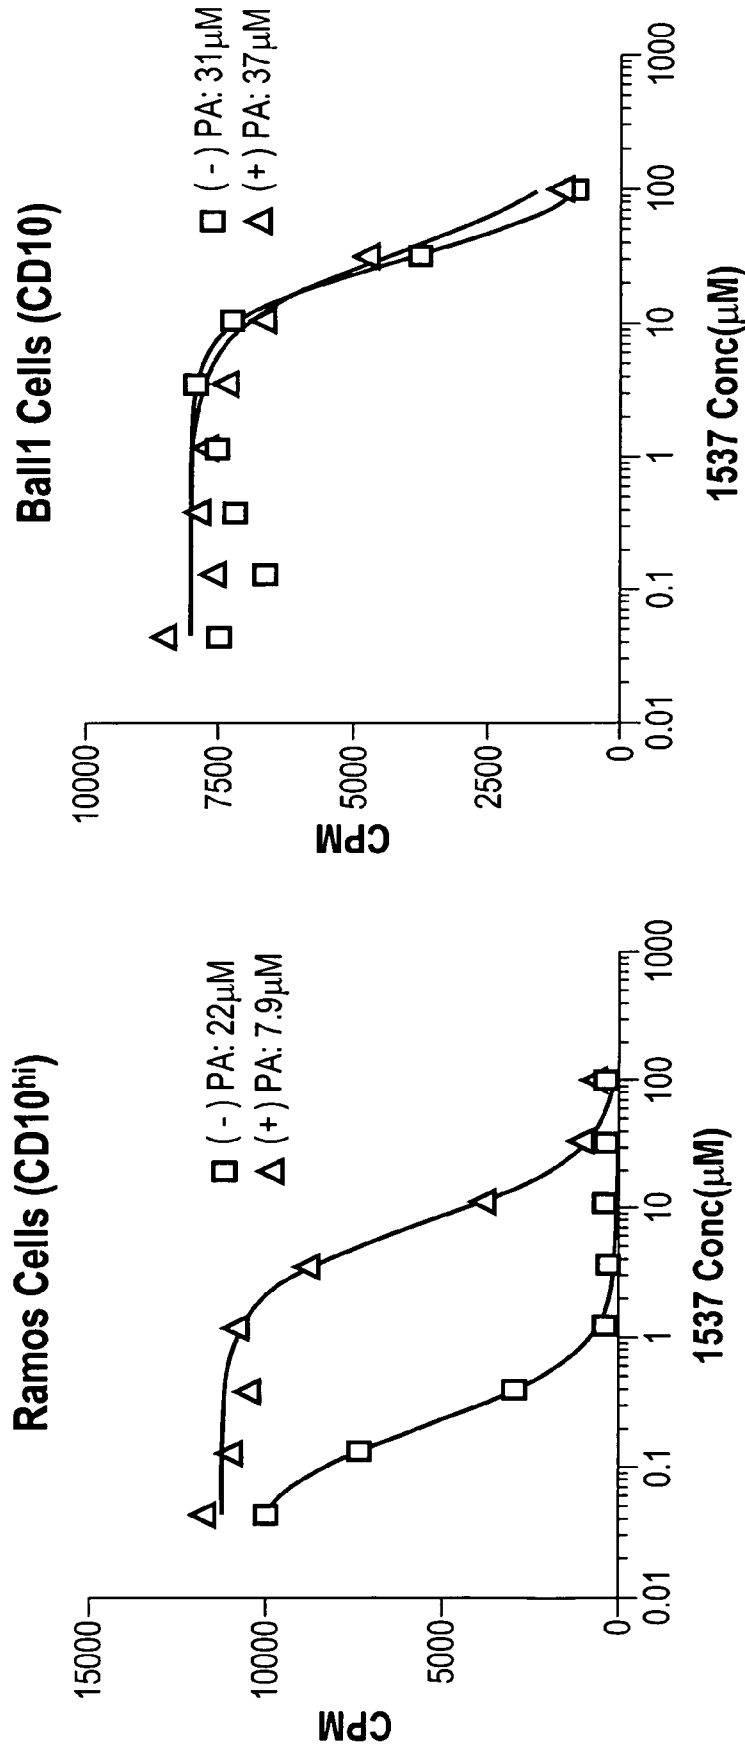 Ramos Cells (CD10hi)
(-) PA: 22µM
(+) PA: 7.9µM
15000
10000
5000
0
CPM
0.01
0.1
1
10
100
1000
1537 Conc(µM)
Ball1 Cells (CD10)
(-) PA: 31µM
(+) PA: 37µM
10000
7500
5000
2500
0
CPM
0.01
0.1
1
10
100
1000
1537 Conc(µM)